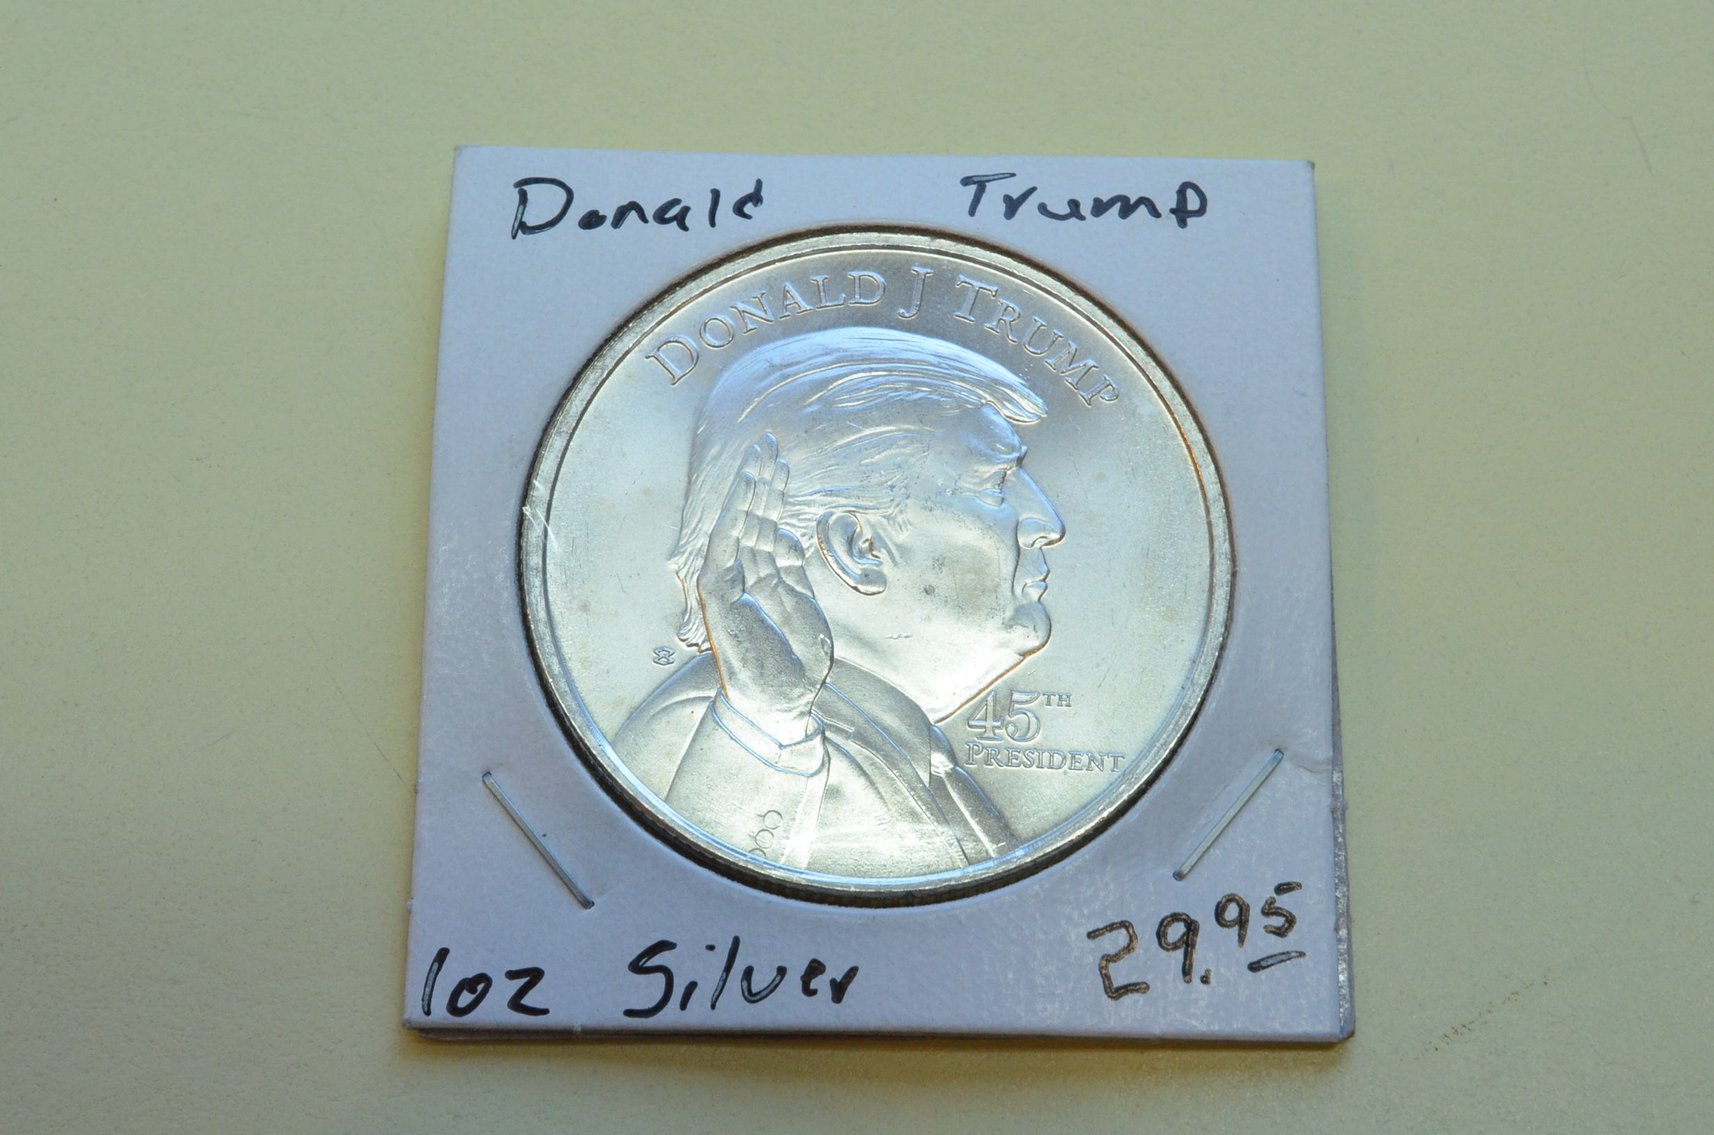 Donald Trump
DONALD J TRUMP
45TH
PRESIDENT
1oz Silver 29.95